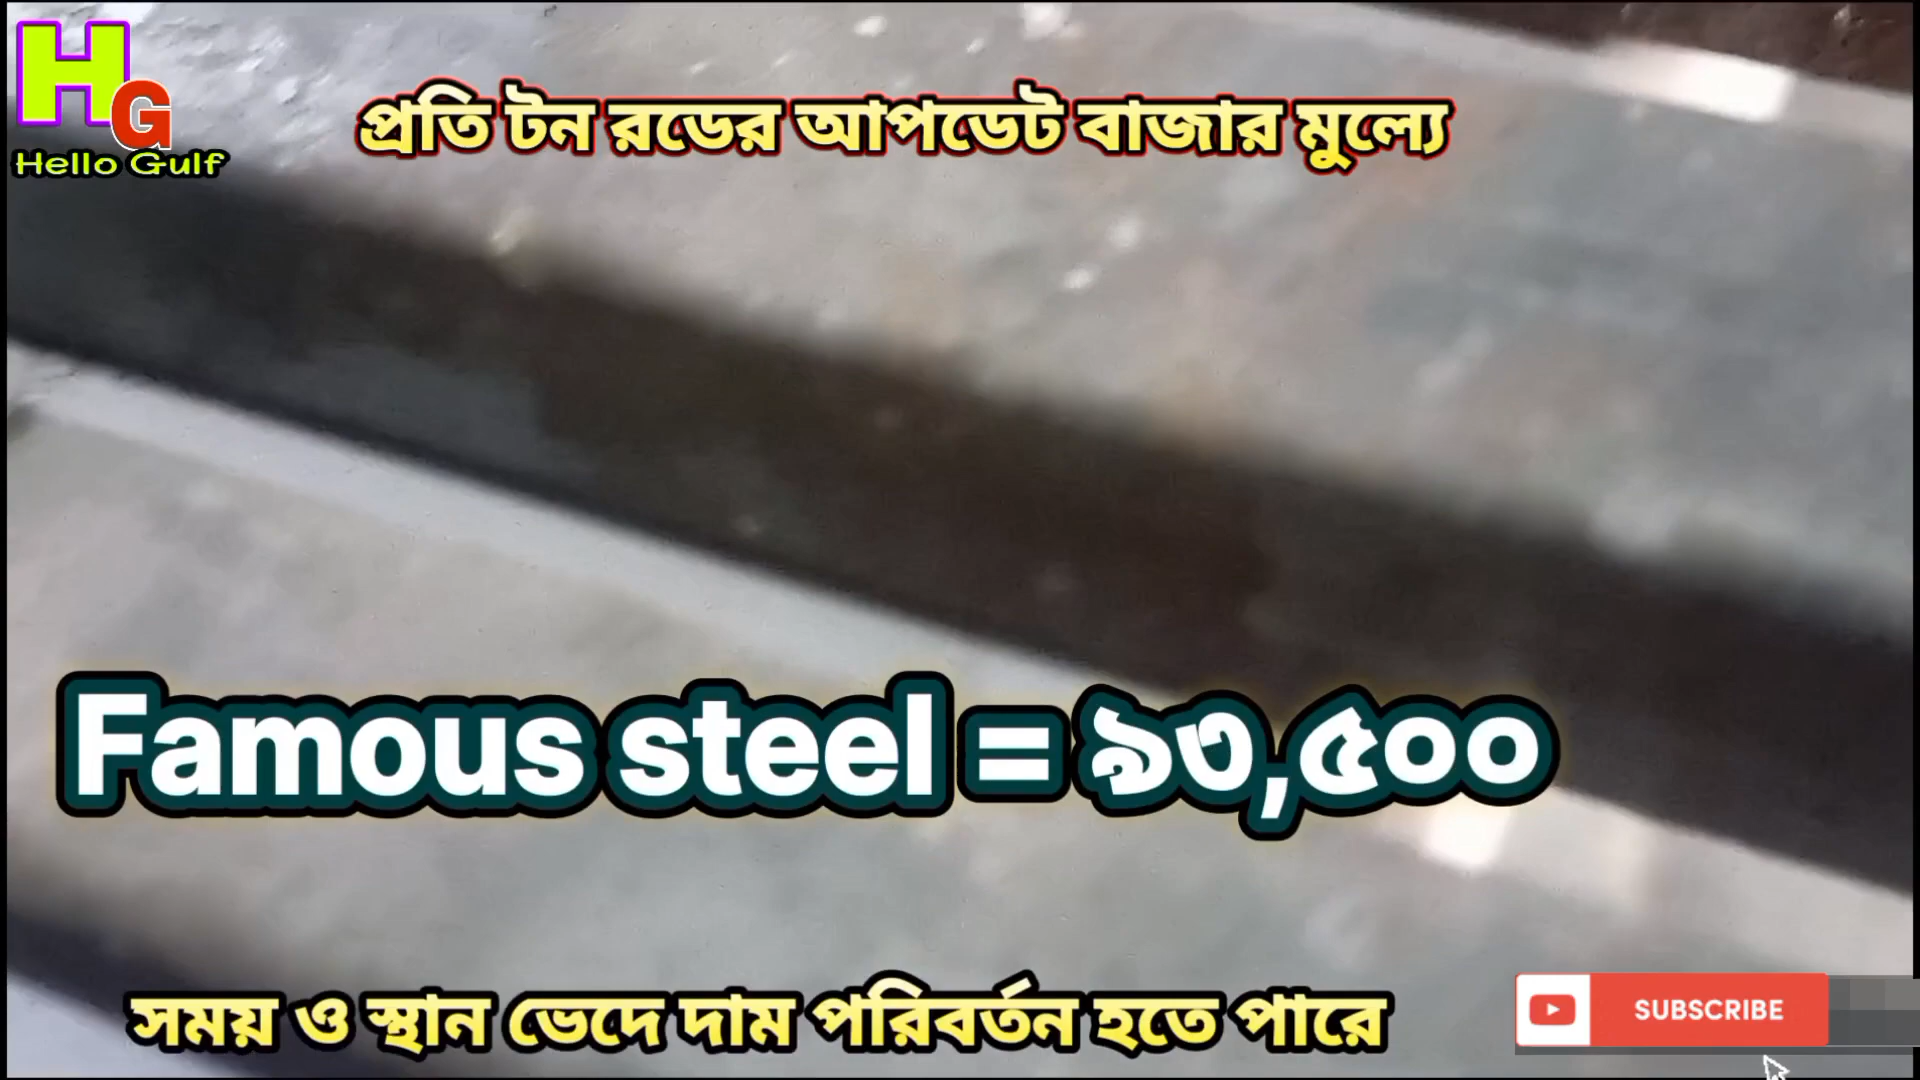 HG
Hello Gulf
প্রতি টন রডের আপডেট বাজার মুল্যে
Famous steel = ৯৩,৫০০
সময় ও স্থান ভেদে দাম পরিবর্তন হতে পারে
SUBSCRIBE